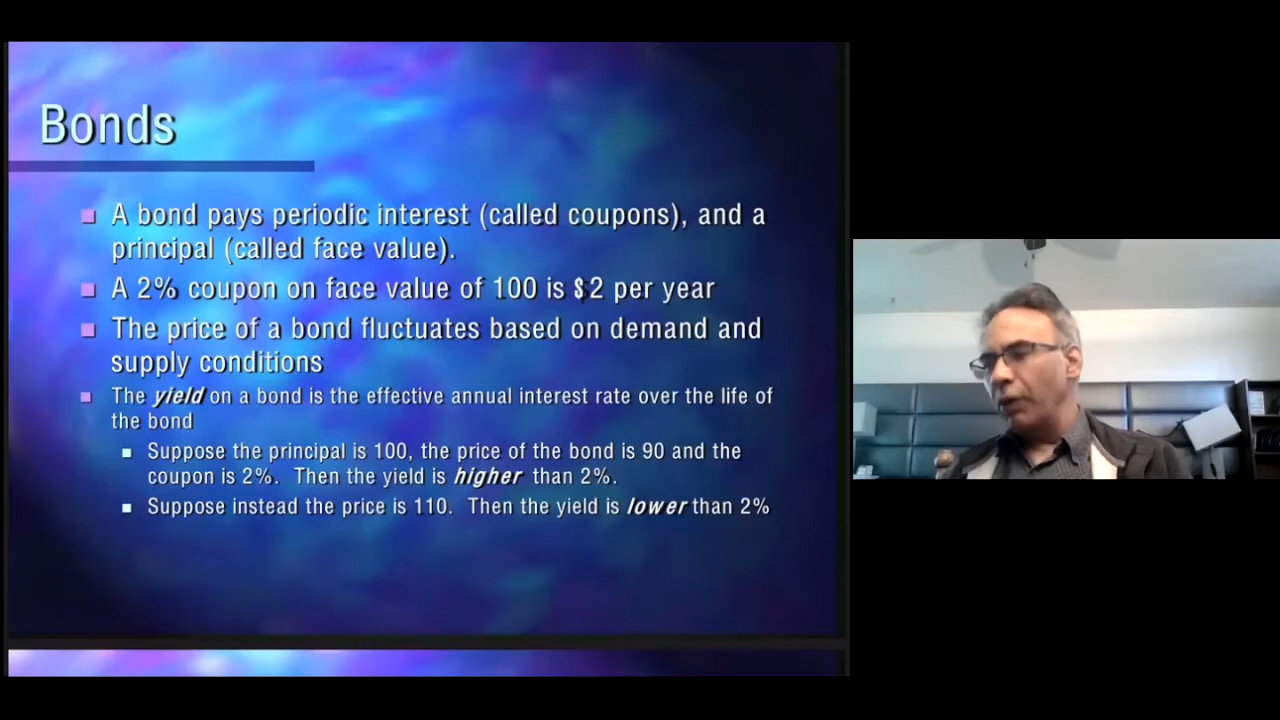 Bonds
A bond pays periodic interest (called coupons), and a
principal (called face value).
A 2% coupon on face value of 100 is $2 per year
The price of a bond fluctuates based on demand and
supply conditions
The yield on a bond is the effective annual interest rate over the life of
the bond
Suppose the principal is 100, the price of the bond is 90 and the
coupon is 2%. Then the yield is higher than 2%.
Suppose instead the price is 110. Then the yield is lower than 2%